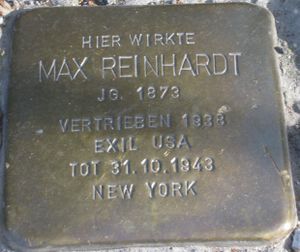 HIER WIRKTE
MAX REINHARDT
JG. 1873
VERTRIEBEN 1938
EXIL USA
TOT 31.10.1943
NEW YORK